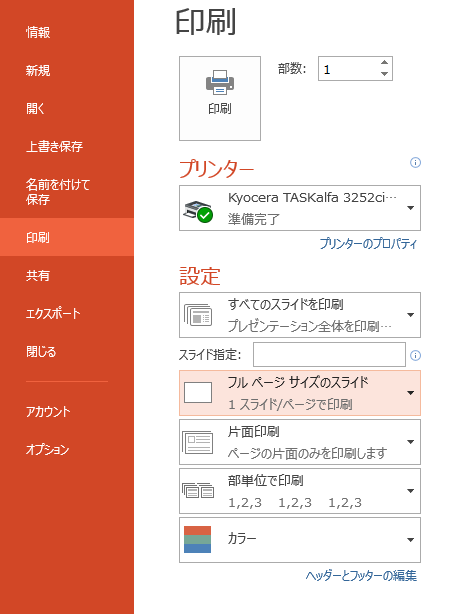 情報
新規
開く
上書き保存
名前を付けて
保存
印刷
共有
エクスポート
閉じる
アカウント
オプション
印刷
印刷
部数:
1
プリンター
Kyocera TASKalfa 3252ci...
準備完了
プリンターのプロパティ
設定
すべてのスライドを印刷
プレゼンテーション全体を印刷...
スライド指定:
フル ページ サイズのスライド
1 スライド/ページで印刷
片面印刷
ページの片面のみを印刷します
部単位で印刷
1,2,3 1,2,3 1,2,3
カラー
ヘッダーとフッターの編集